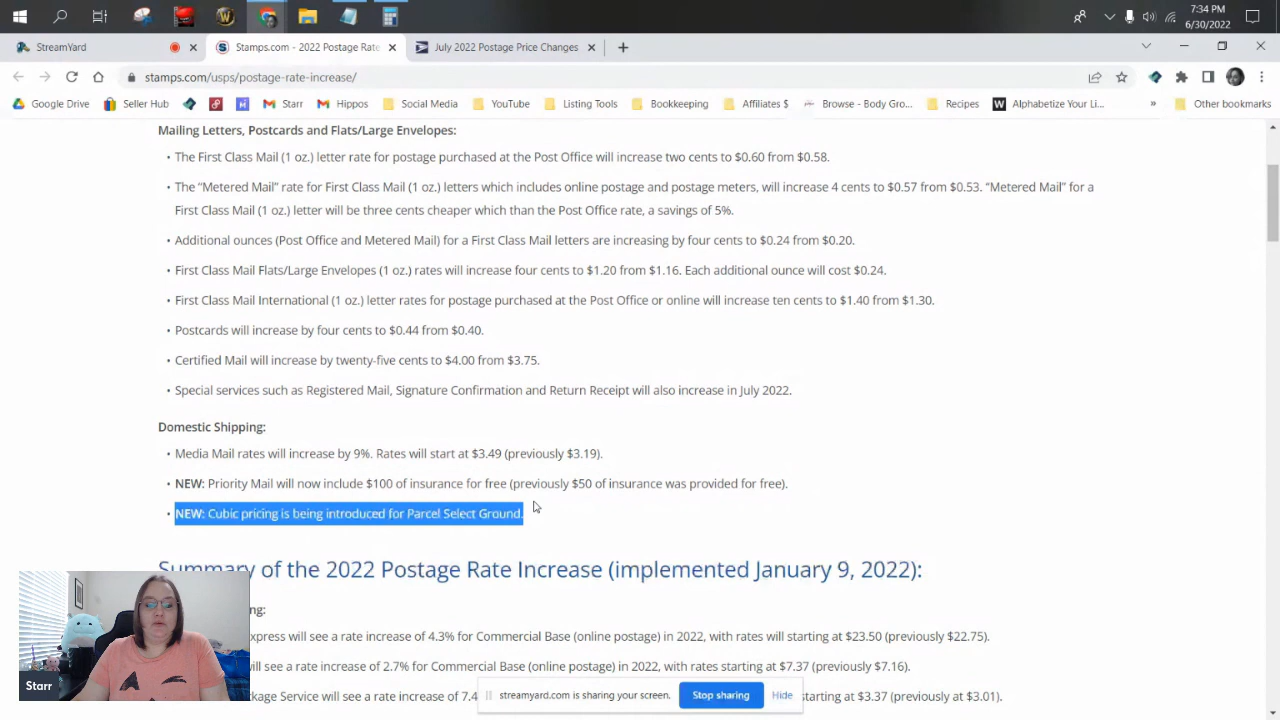 7:34 PM
6/30/2022
StreamYard
Stamps.com - 2022 Postage Rate
July 2022 Postage Price Changes
stamps.com/usps/postage-rate-increase/
Google Drive Seller Hub Starr Hippos Social Media YouTube Listing Tools Bookkeeping Affiliates $ Browse - Body Gro... Recipes Alphabetize Your Li... » Other bookmarks
Mailing Letters, Postcards and Flats/Large Envelopes:
• The First Class Mail (1 oz.) letter rate for postage purchased at the Post Office will increase two cents to $0.60 from $0.58.
• The “Metered Mail” rate for First Class Mail (1 oz.) letters which includes online postage and postage meters, will increase 4 cents to $0.57 from $0.53. “Metered Mail” for a
First Class Mail (1 oz.) letter will be three cents cheaper which than the Post Office rate, a savings of 5%.
• Additional ounces (Post Office and Metered Mail) for a First Class Mail letters are increasing by four cents to $0.24 from $0.20.
• First Class Mail Flats/Large Envelopes (1 oz.) rates will increase four cents to $1.20 from $1.16. Each additional ounce will cost $0.24.
• First Class Mail International (1 oz.) letter rates for postage purchased at the Post Office or online will increase ten cents to $1.40 from $1.30.
• Postcards will increase by four cents to $0.44 from $0.40.
• Certified Mail will increase by twenty-five cents to $4.00 from $3.75.
• Special services such as Registered Mail, Signature Confirmation and Return Receipt will also increase in July 2022.
Domestic Shipping:
• Media Mail rates will increase by 9%. Rates will start at $3.49 (previously $3.19).
• NEW: Priority Mail will now include $100 of insurance for free (previously $50 of insurance was provided for free).
• NEW: Cubic pricing is being introduced for Parcel Select Ground.
Summary of the 2022 Postage Rate Increase (implemented January 9, 2022):
ng:
xpress will see a rate increase of 4.3% for Commercial Base (online postage) in 2022, with rates will starting at $23.50 (previously $22.75).
will see a rate increase of 2.7% for Commercial Base (online postage) in 2022, with rates starting at $7.37 (previously $7.16).
kage Service will see a rate increase of 7.4 starting at $3.37 (previously at $3.01).
Starr
streamyard.com is sharing your screen. Stop sharing Hide